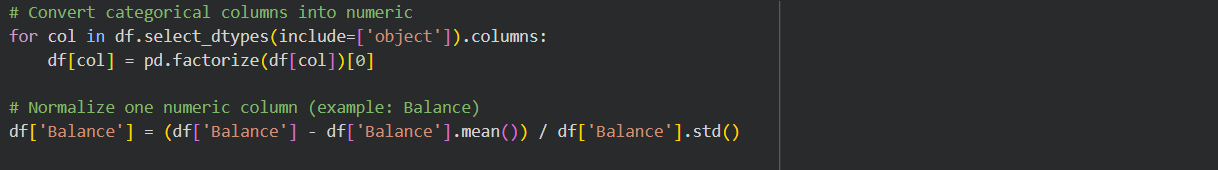 # Convert categorical columns into numeric
for col in df.select_dtypes(include=['object']).columns:
    df[col] = pd.factorize(df[col])[0]
# Normalize one numeric column (example: Balance)
df['Balance'] = (df['Balance'] - df['Balance'].mean()) / df['Balance'].std()